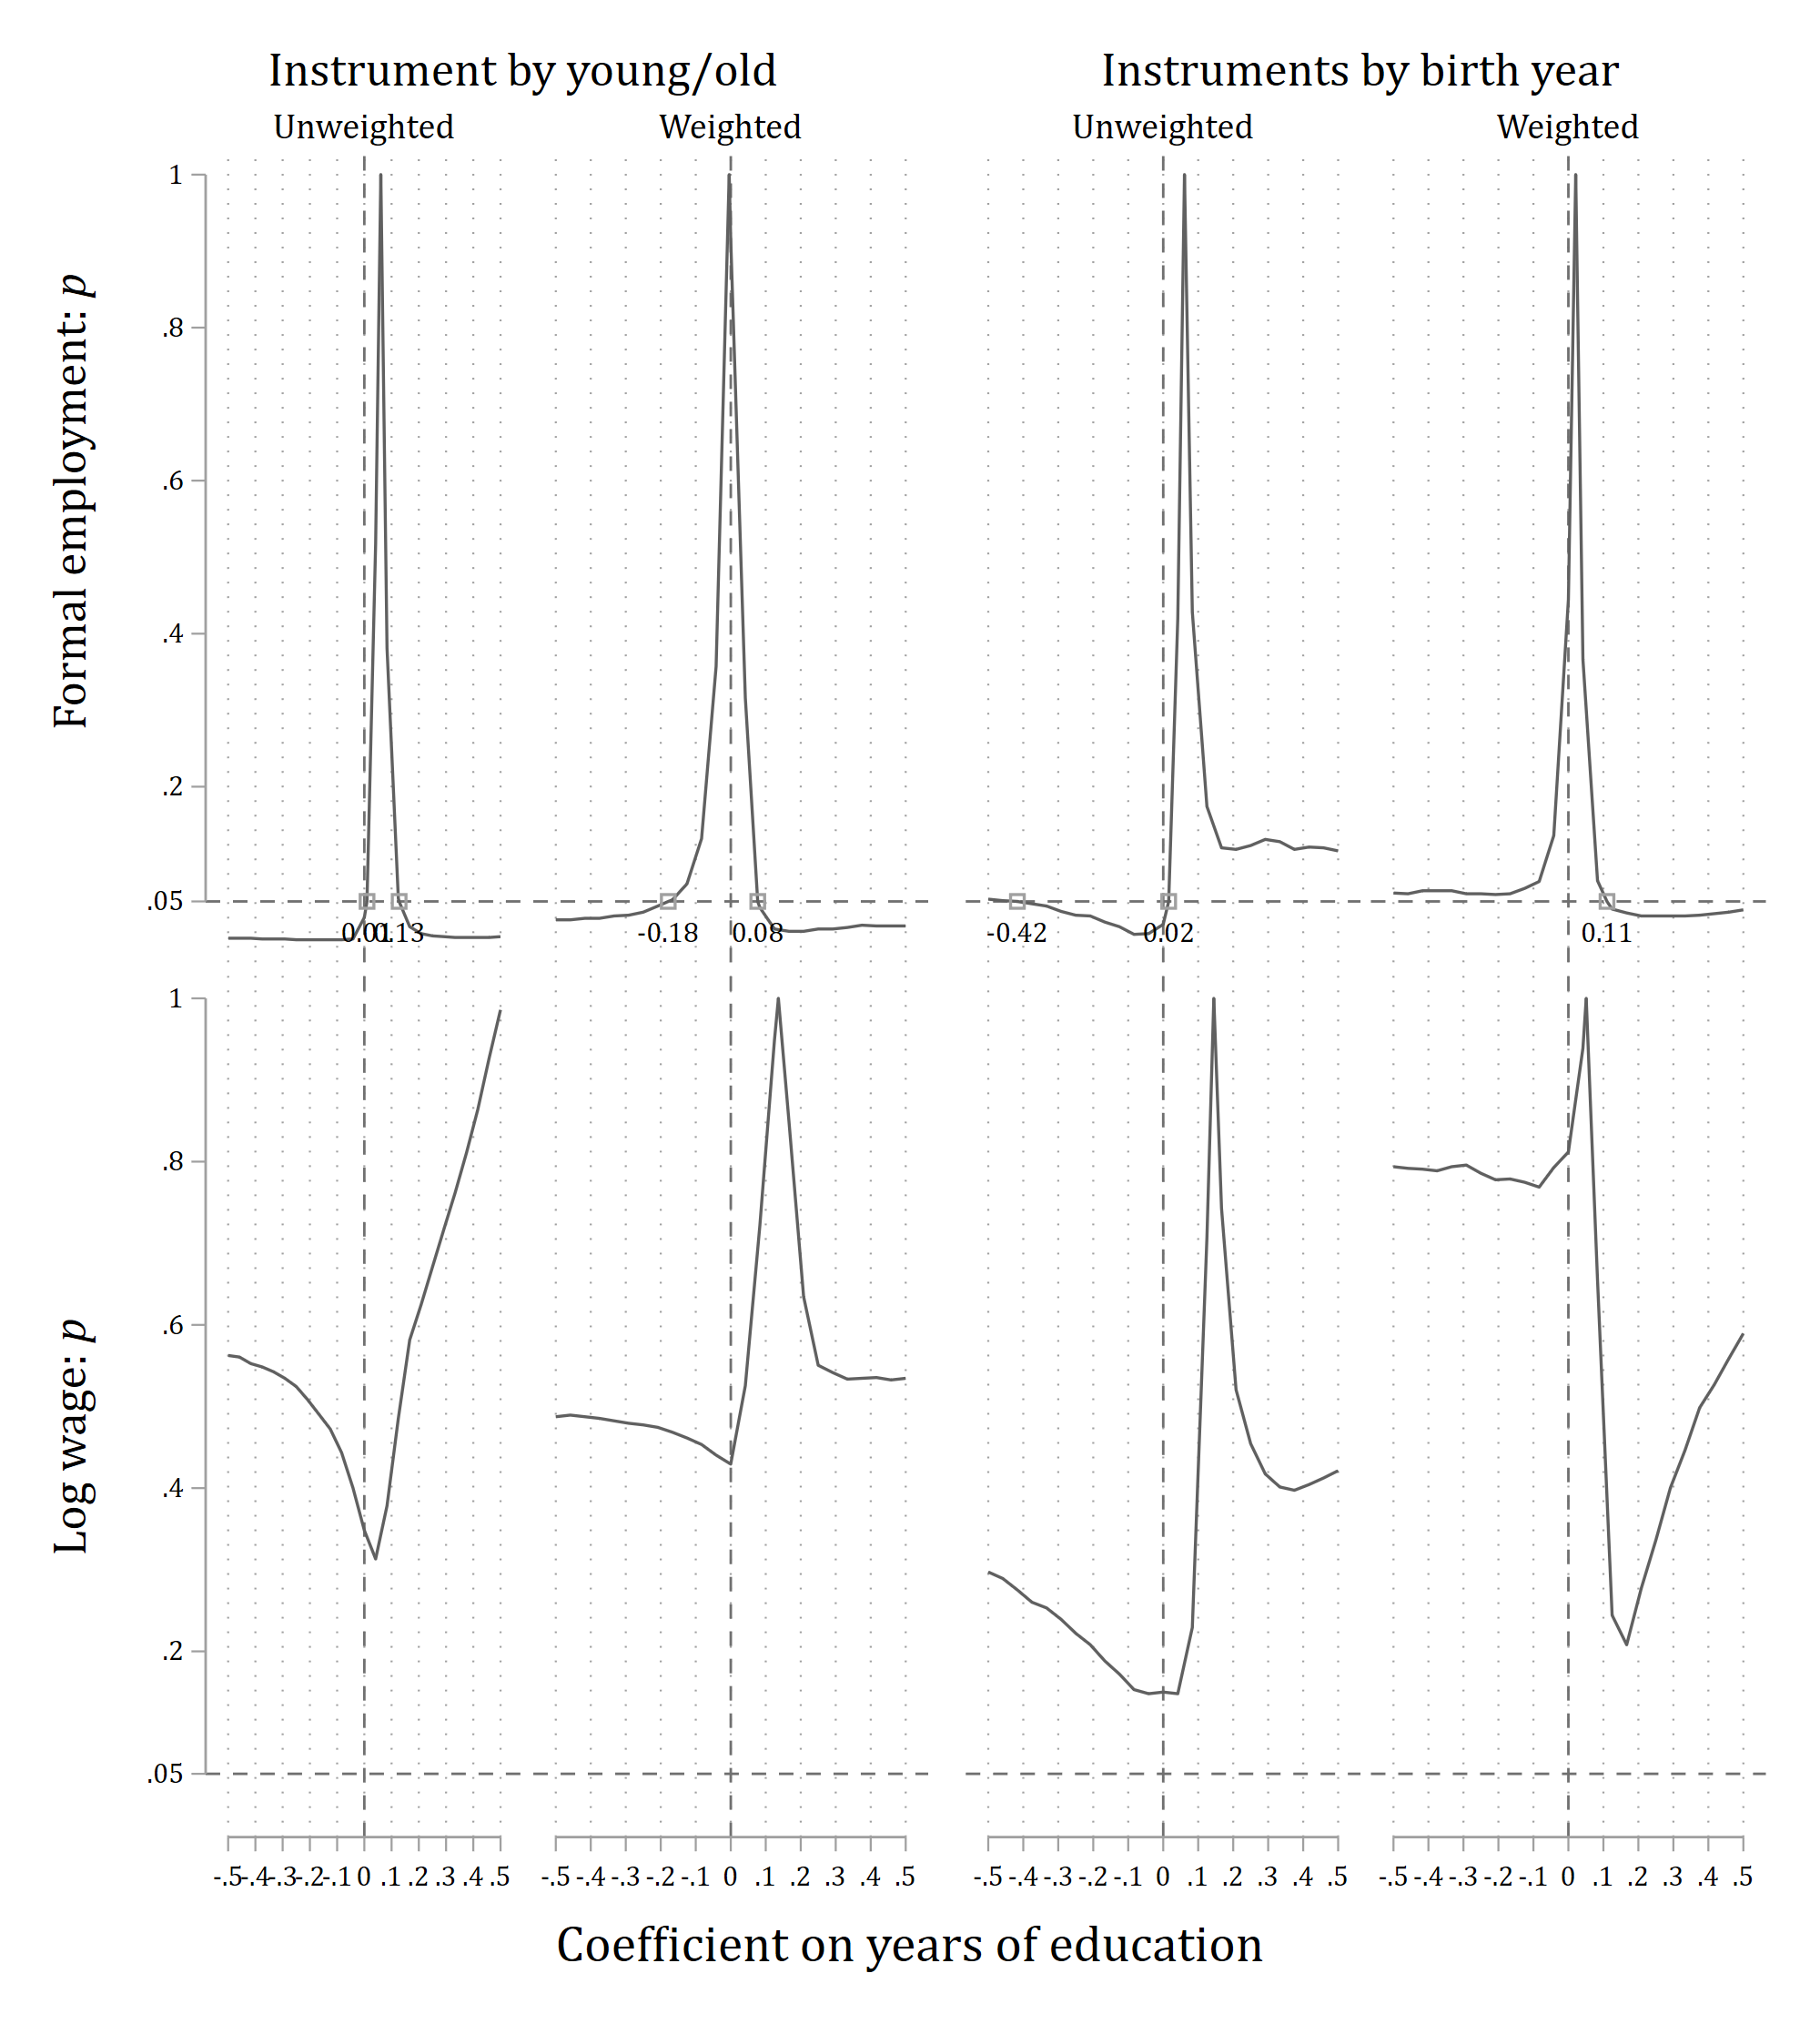 Instrument by young/old
Instruments by birth year
Unweighted
Weighted
Unweighted
Weighted
Formal employment: p
1
.8
.6
.4
.2
.05
0.01
0.13
-0.18
0.08
-0.42
0.02
0.11
Log wage: p
1
.8
.6
.4
.2
.05
-.5 -.4 -.3 -.2 -.1 0 .1 .2 .3 .4 .5
-.5 -.4 -.3 -.2 -.1 0 .1 .2 .3 .4 .5
-.5 -.4 -.3 -.2 -.1 0 .1 .2 .3 .4 .5
-.5 -.4 -.3 -.2 -.1 0 .1 .2 .3 .4 .5
Coefficient on years of education